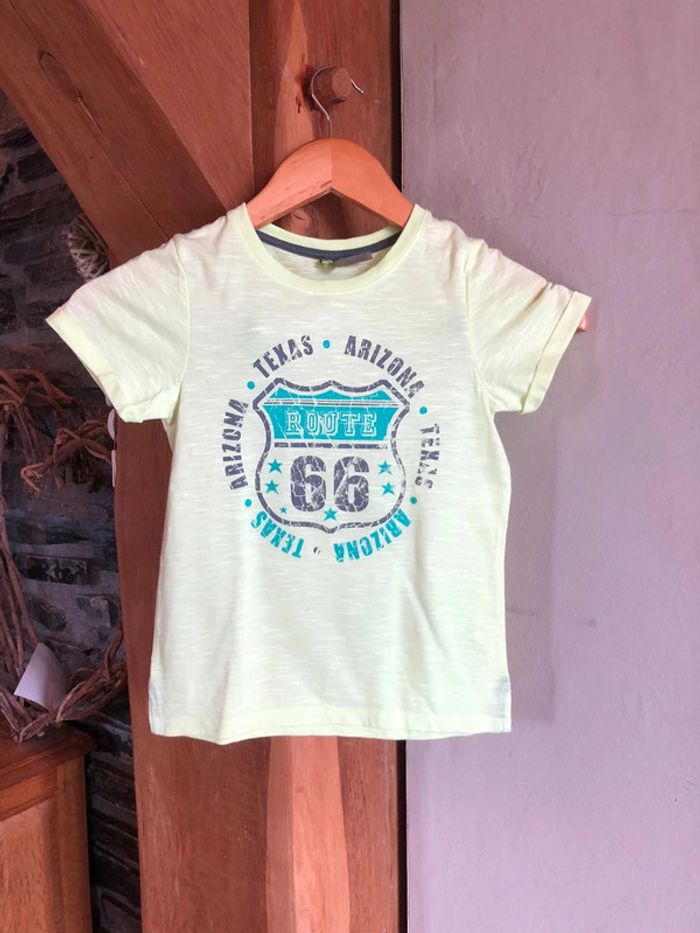 TEXAS • ARIZONA • TEXAS • ARIZONA • TEXAS • ARIZONA •
ROUTE
66